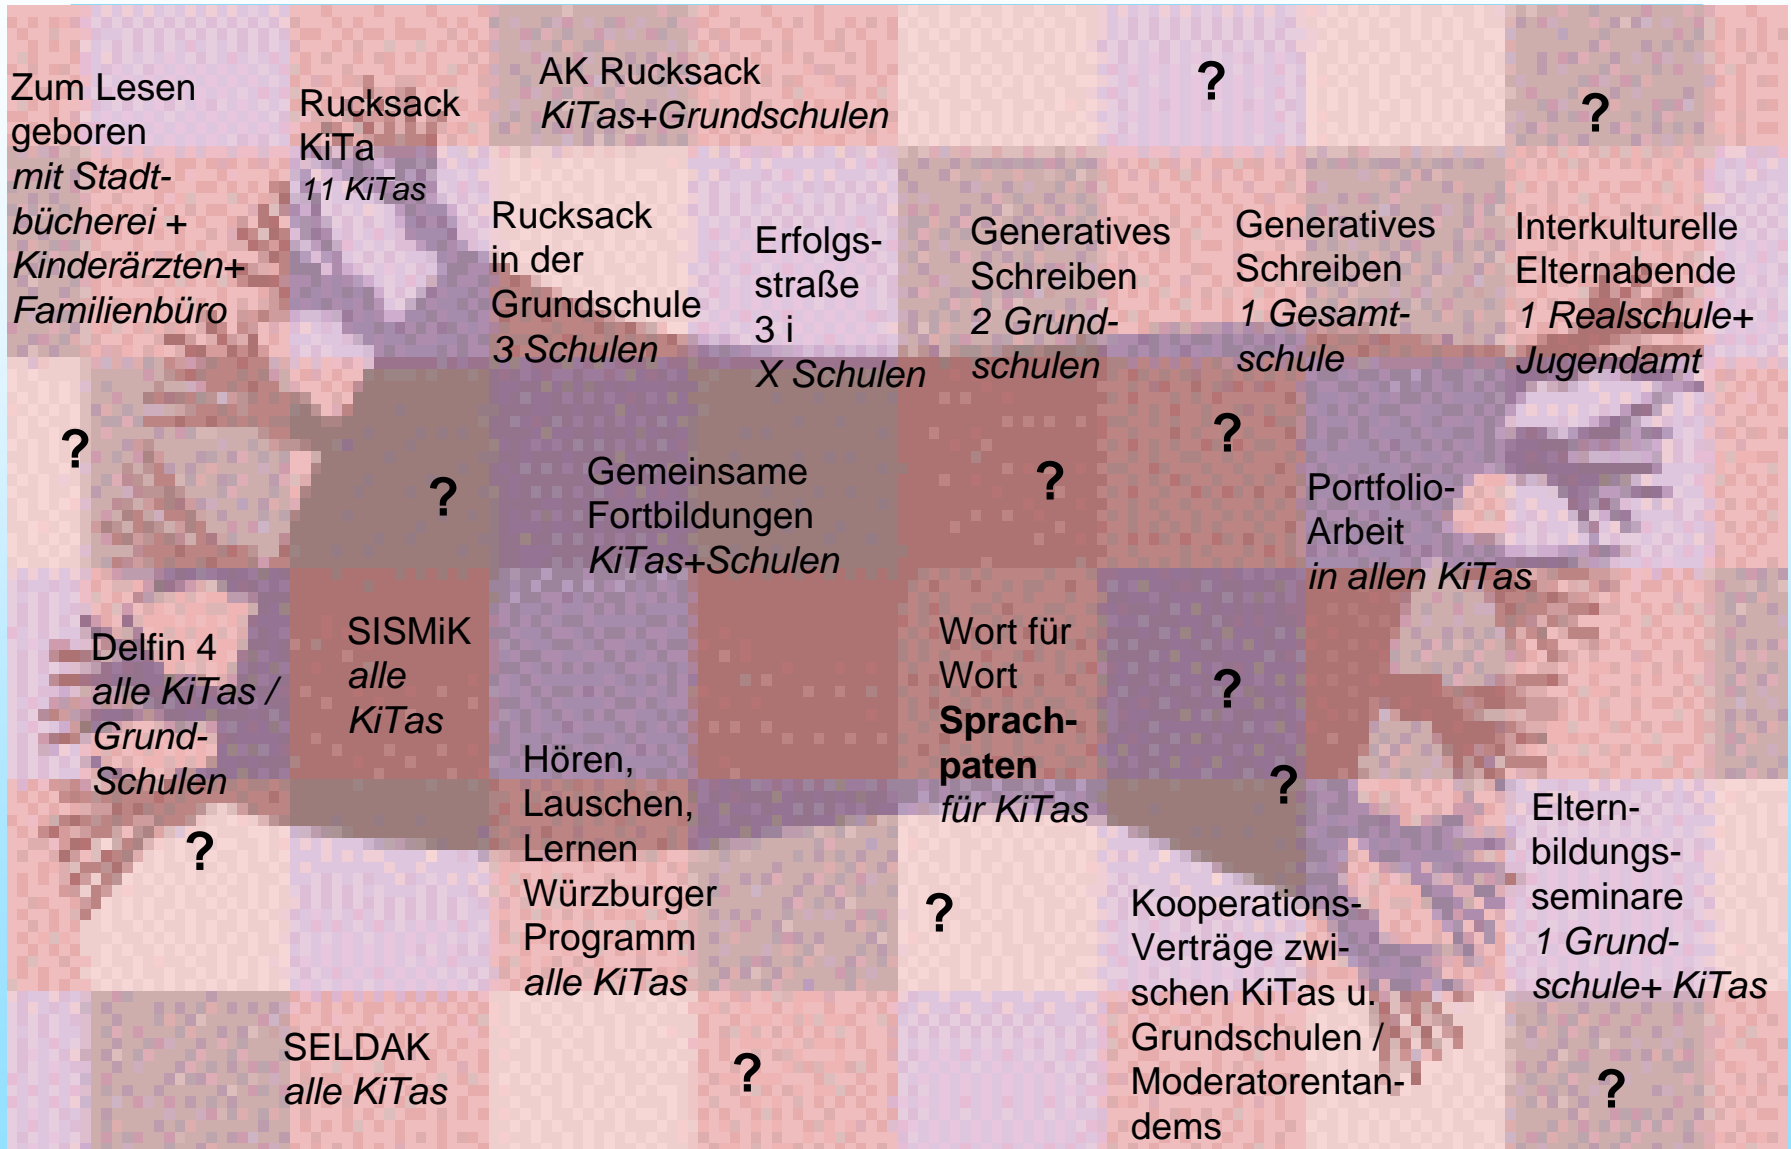 Zum Lesen
geboren
mit Stadt-
bücherei +
Kinderärzten+
Familienbüro
Rucksack
KiTa
11 KiTas
AK Rucksack
KiTas+Grundschulen
?
?
Rucksack
in der
Grundschule
3 Schulen
Erfolgs-
straße
3 i
X Schulen
Generatives
Schreiben
2 Grund-
schulen
Generatives
Schreiben
1 Gesamt-
schule
Interkulturelle
Elternabende
1 Realschule+
Jugendamt
?
?
Gemeinsame
Fortbildungen
KiTas+Schulen
?
?
Portfolio-
Arbeit
in allen KiTas
Delfin 4
alle KiTas /
Grund-
Schulen
SISMiK
alle
KiTas
Hören,
Lauschen,
Lernen
Würzburger
Programm
alle KiTas
Wort für
Wort
Sprach-
paten
für KiTas
?
?
?
?
Kooperations-
Verträge zwi-
schen KiTas u.
Grundschulen /
Moderatorentan-
dems
Eltern-
bildungs-
seminare
1 Grund-
schule+ KiTas
SELDAK
alle KiTas
?
?